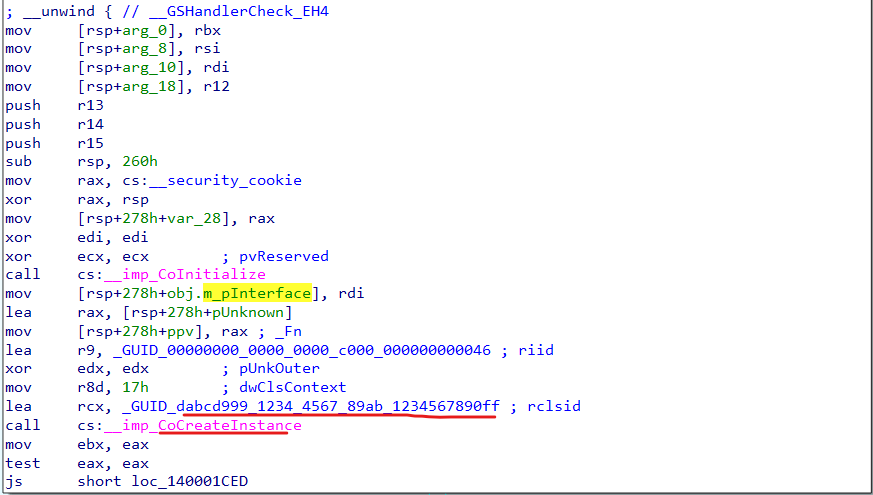 ; __unwind { // __GSHandlerCheck_EH4
mov     [rsp+arg_0], rbx
mov     [rsp+arg_8], rsi
mov     [rsp+arg_10], rdi
mov     [rsp+arg_18], r12
push    r13
push    r14
push    r15
sub     rsp, 260h
mov     rax, cs:__security_cookie
xor     rax, rsp
mov     [rsp+278h+var_28], rax
xor     edi, edi
xor     ecx, ecx        ; pvReserved
call    cs:__imp_CoInitialize
mov     [rsp+278h+obj.m_pInterface], rdi
lea     rax, [rsp+278h+pUnknown]
mov     [rsp+278h+ppv], rax ; _Fn
lea     r9, _GUID_00000000_0000_0000_c000_000000000046 ; riid
xor     edx, edx        ; pUnkOuter
mov     r8d, 17h        ; dwClsContext
lea     rcx, _GUID_dabcd999_1234_4567_89ab_1234567890ff ; rclsid
call    cs:__imp_CoCreateInstance
mov     ebx, eax
test    eax, eax
js      short loc_140001CED